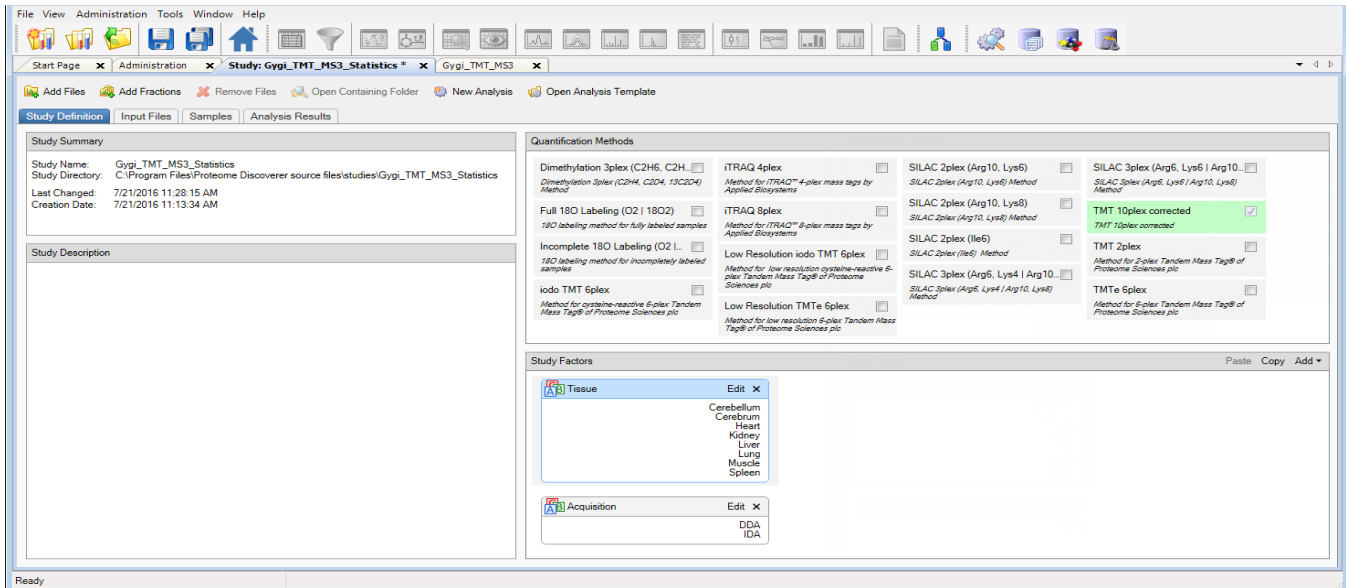 File View Administration Tools Window Help
Start Page x Administration x Study: Gygi_TMT_MS3_Statistics * x Gygi_TMT_MS3 x
Add Files Add Fractions Remove Files Open Containing Folder New Analysis Open Analysis Template
Study Definition Input Files Samples Analysis Results
Study Summary
Study Name: Gygi_TMT_MS3_Statistics
Study Directory: C:\Program Files\Proteome Discoverer source files\studies\Gygi_TMT_MS3_Statistics
Last Changed: 7/21/2016 11:28:15 AM
Creation Date: 7/21/2016 11:13:34 AM
Study Description
Quantification Methods
Dimethylation 3plex (C2H6, C2H...
Dimethylation 3plex (C2H4, C2D4, 13C2D4)
Method
Full 18O Labeling (O2 | 18O2)
18O labeling method for fully labeled samples
Incomplete 18O Labeling (O2 |...
18O labeling method for incompletely labeled
samples
iodo TMT 6plex
Method for cysteine-reactive 6-plex Tandem
Mass Tag® of Proteome Sciences plc
iTRAQ 4plex
Method for iTRAQ™ 4-plex mass tags by
Applied Biosystems
iTRAQ 8plex
Method for iTRAQ™ 8-plex mass tags by
Applied Biosystems
Low Resolution iodo TMT 6plex
Method for low resolution cysteine-reactive 6-
plex Tandem Mass Tag® of Proteome
Sciences plc
Low Resolution TMTe 6plex
Method for low resolution 6-plex Tandem Mass
Tag® of Proteome Sciences plc
SILAC 2plex (Arg10, Lys6)
SILAC 2plex (Arg10, Lys6) Method
SILAC 2plex (Arg10, Lys8)
SILAC 2plex (Arg10, Lys8) Method
SILAC 2plex (Ile6)
SILAC 2plex (Ile6) Method
SILAC 3plex (Arg6, Lys4 | Arg10...
SILAC 3plex (Arg6, Lys4 | Arg10, Lys8)
Method
SILAC 3plex (Arg6, Lys6 | Arg10...
SILAC 3plex (Arg6, Lys6 | Arg10, Lys8)
Method
TMT 10plex corrected
TMT 10plex corrected
TMT 2plex
Method for 2-plex Tandem Mass Tag® of
Proteome Sciences plc
TMTe 6plex
Method for 6-plex Tandem Mass Tag® of
Proteome Sciences plc
Study Factors Paste Copy Add
Tissue Edit x
Cerebellum
Cerebrum
Heart
Kidney
Liver
Lung
Muscle
Spleen
Acquisition Edit x
DDA
IDA
Ready